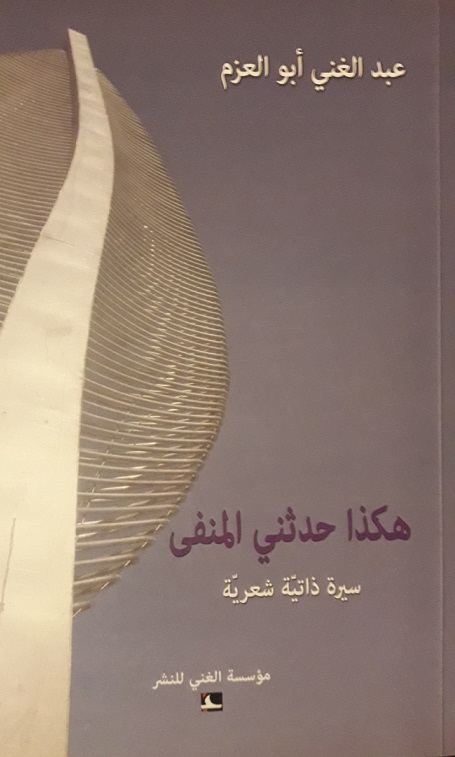 عبد الغني أبو العزم
هكذا حدثني المنفى
سيرة ذاتيّة شعريّة
مؤسسة الغني للنشر